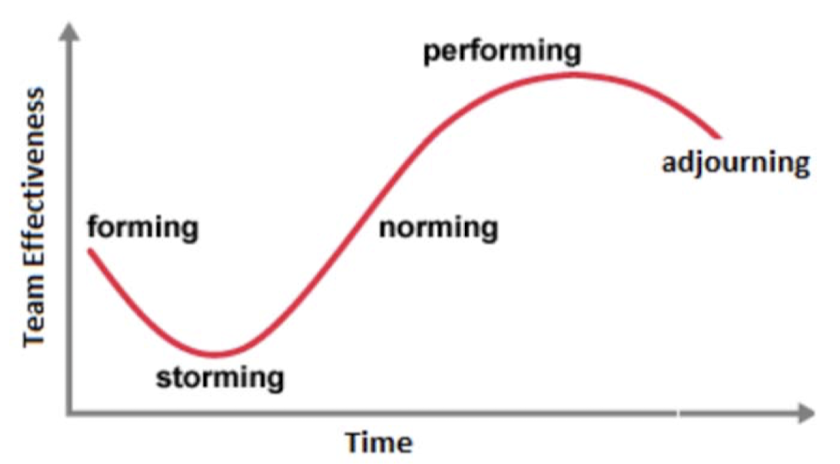 performing
adjourning
forming
norming
storming
Team Effectiveness
Time